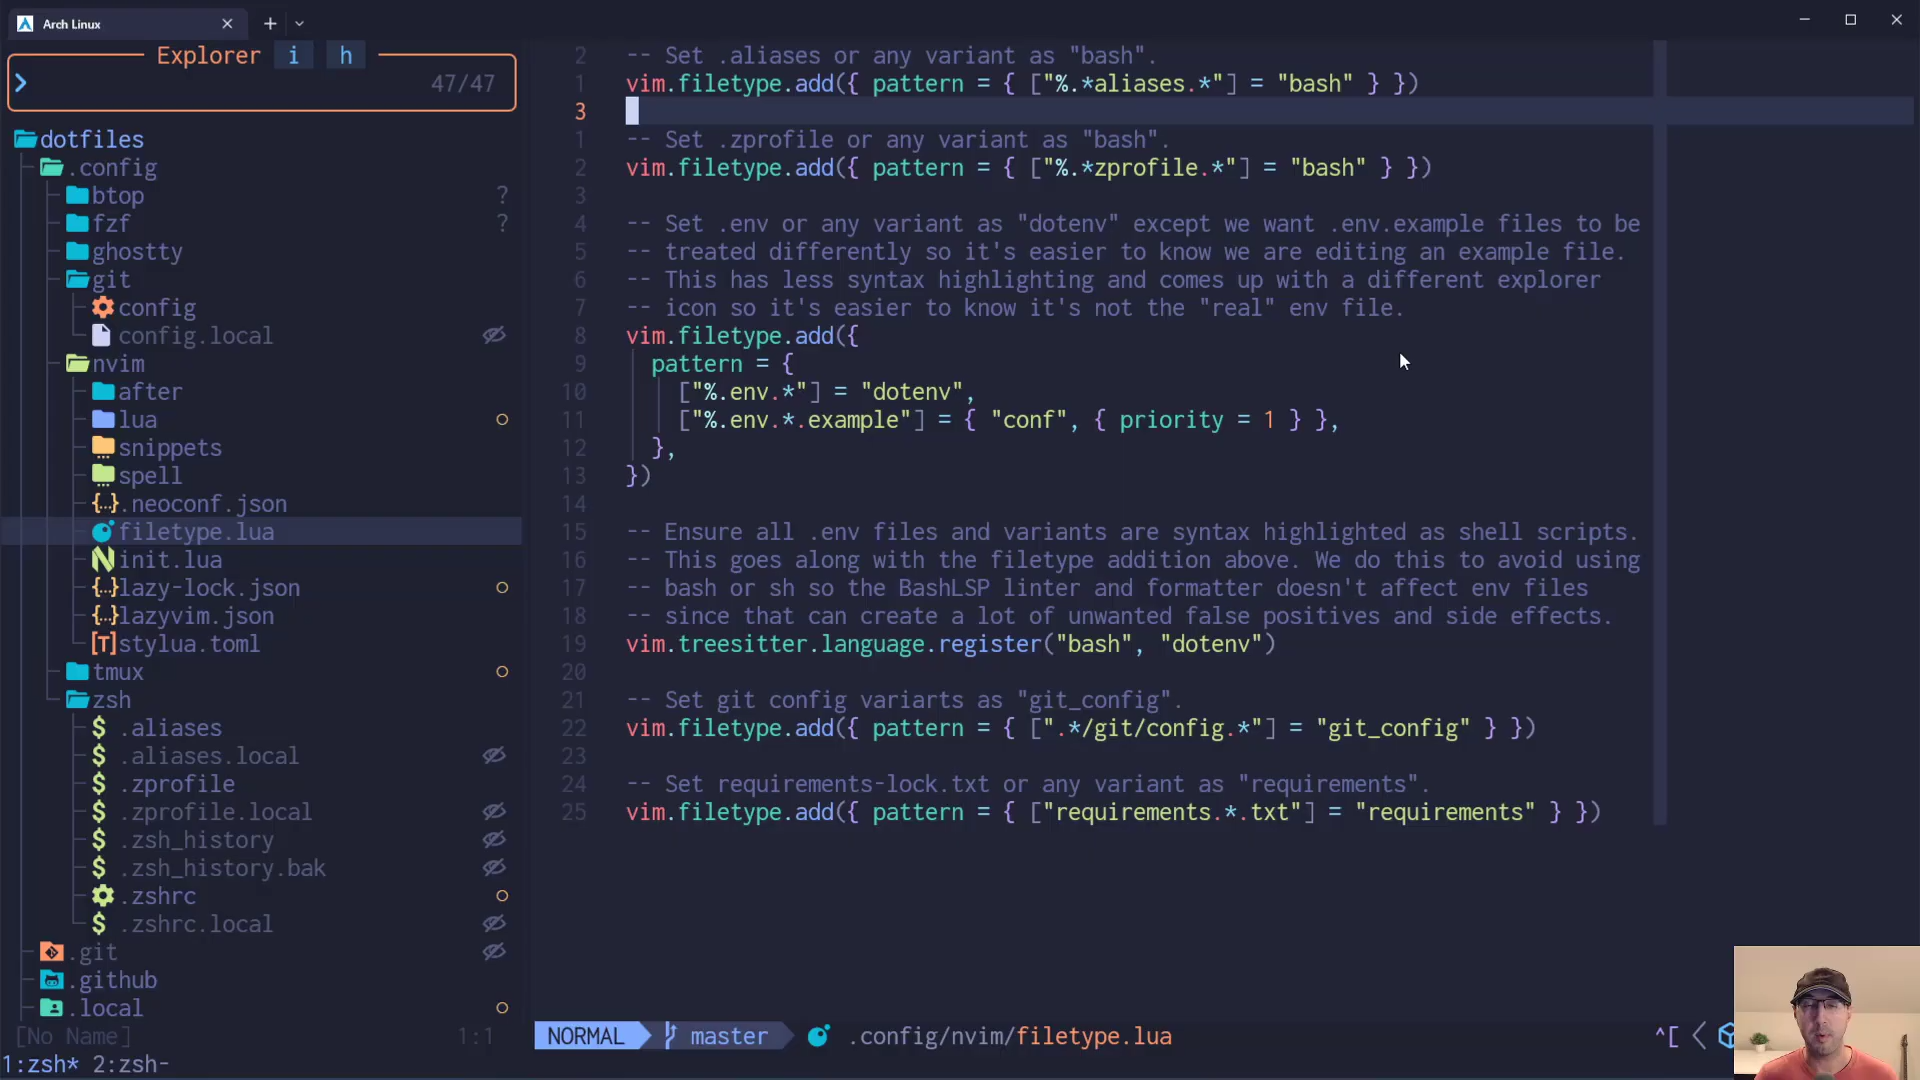 Arch Linux
Explorer i h
47/47
dotfiles
.config
btop ?
fzf ?
ghostty
git
config
config.local
nvim
after
lua
snippets
spell
{..}.neoconf.json
filetype.lua
init.lua
{..}lazy-lock.json
{..}lazyvim.json
[T]stylua.toml
tmux
zsh
$ .aliases
$ .aliases.local
$ .zprofile
$ .zprofile.local
$ .zsh_history
$ .zsh_history.bak
.zshrc
$ .zshrc.local
.git
.github
.local
[No Name] 1:1
2 -- Set .aliases or any variant as "bash".
1 vim.filetype.add({ pattern = { ["%.*aliases.*"] = "bash" } })
3
1 -- Set .zprofile or any variant as "bash".
2 vim.filetype.add({ pattern = { ["%.*zprofile.*"] = "bash" } })
3
4 -- Set .env or any variant as "dotenv" except we want .env.example files to be
5 -- treated differently so it's easier to know we are editing an example file.
6 -- This has less syntax highlighting and comes up with a different explorer
7 -- icon so it's easier to know it's not the "real" env file.
8 vim.filetype.add({
9 pattern = {
10 ["%.env.*"] = "dotenv",
11 ["%.env.*.example"] = { "conf", { priority = 1 } },
12 },
13 })
14
15 -- Ensure all .env files and variants are syntax highlighted as shell scripts.
16 -- This goes along with the filetype addition above. We do this to avoid using
17 -- bash or sh so the BashLSP linter and formatter doesn't affect env files
18 -- since that can create a lot of unwanted false positives and side effects.
19 vim.treesitter.language.register("bash", "dotenv")
20
21 -- Set git config variarts as "git_config".
22 vim.filetype.add({ pattern = { [".*/git/config.*"] = "git_config" } })
23
24 -- Set requirements-lock.txt or any variant as "requirements".
25 vim.filetype.add({ pattern = { ["requirements.*.txt"] = "requirements" } })
NORMAL master .config/nvim/filetype.lua ^[
1:zsh* 2:zsh-